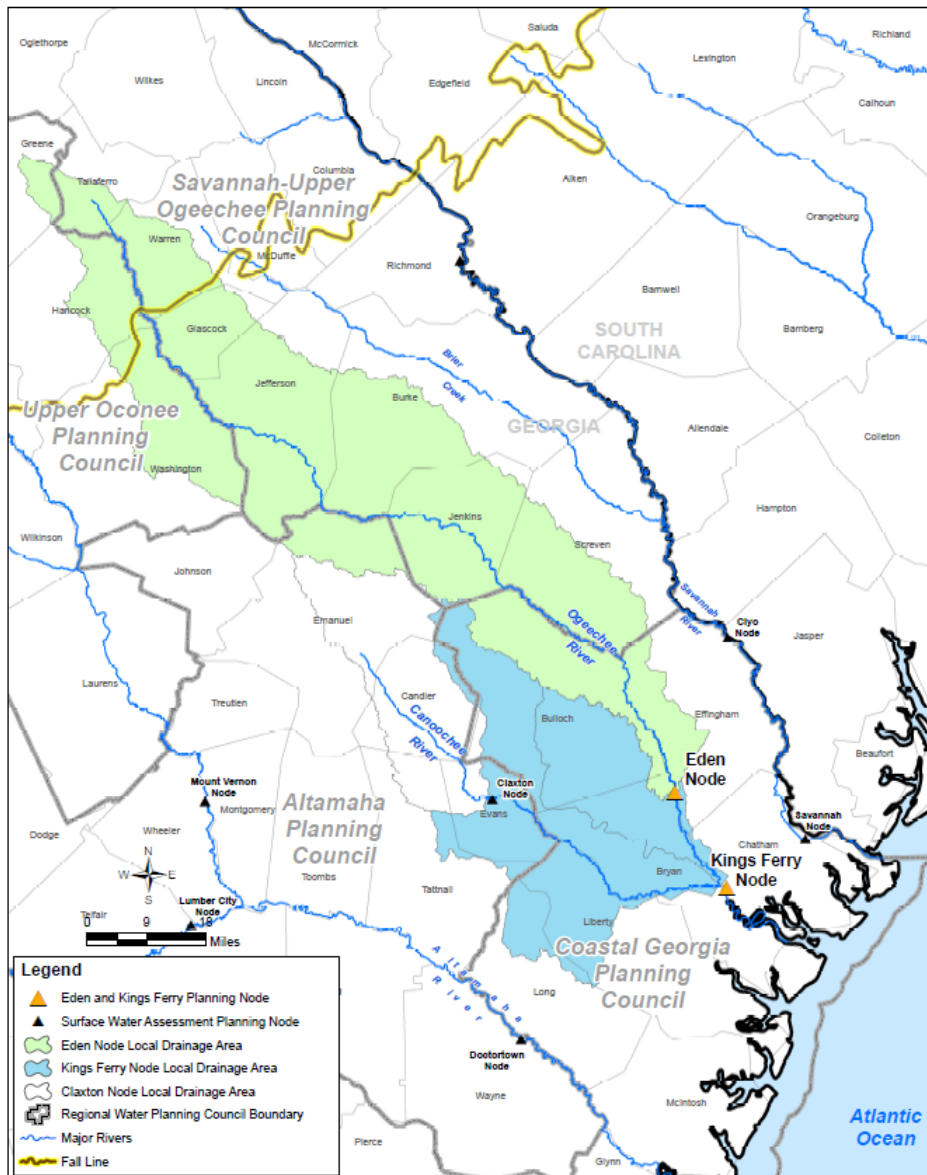 Saluda
McCormick
Richland
Oglethorpe
Lexington
Wilkes
Lincoln
Edgefield
Calhoun
Greene
Columbia
Taliaferro
Aiken
Savannah-Upper
Ogeechee Planning
Council
Orangeburg
Warren
McDuffie
Richmond
Barnwell
Hancock
SOUTH
CAROLINA
Bamberg
Glascock
Brier
Creek
Jefferson
Burke
Upper Oconee
Planning
Council
GEORGIA
Allendale
Colleton
Washington
Hampton
Jenkins
Wilkinson
Screven
Johnson
Savannah
River
Clyo
Node
Emanuel
Ogeechee
River
Jasper
Laurens
Treutlen
Candler
Canoochee
River
Bulloch
Effingham
Beaufort
Eden
Node
Mount Vernon
Node
Claxton
Node
Montgomery
Evans
Savannah
Node
Altamaha
Planning
Council
Dodge
Wheeler
Chatham
Toombs
Kings Ferry
Node
N
W E
S
Tattnall
Bryan
Telfair
Lumber City
Node
0 9 18
Miles
Liberty
Coastal Georgia
Planning
Council
Altamaha
River
Long
Doctortown
Node
Wayne
McIntosh
Atlantic
Ocean
Pierce
Glynn
Legend
Eden and Kings Ferry Planning Node
Surface Water Assessment Planning Node
Eden Node Local Drainage Area
Kings Ferry Node Local Drainage Area
Claxton Node Local Drainage Area
Regional Water Planning Council Boundary
Major Rivers
Fall Line